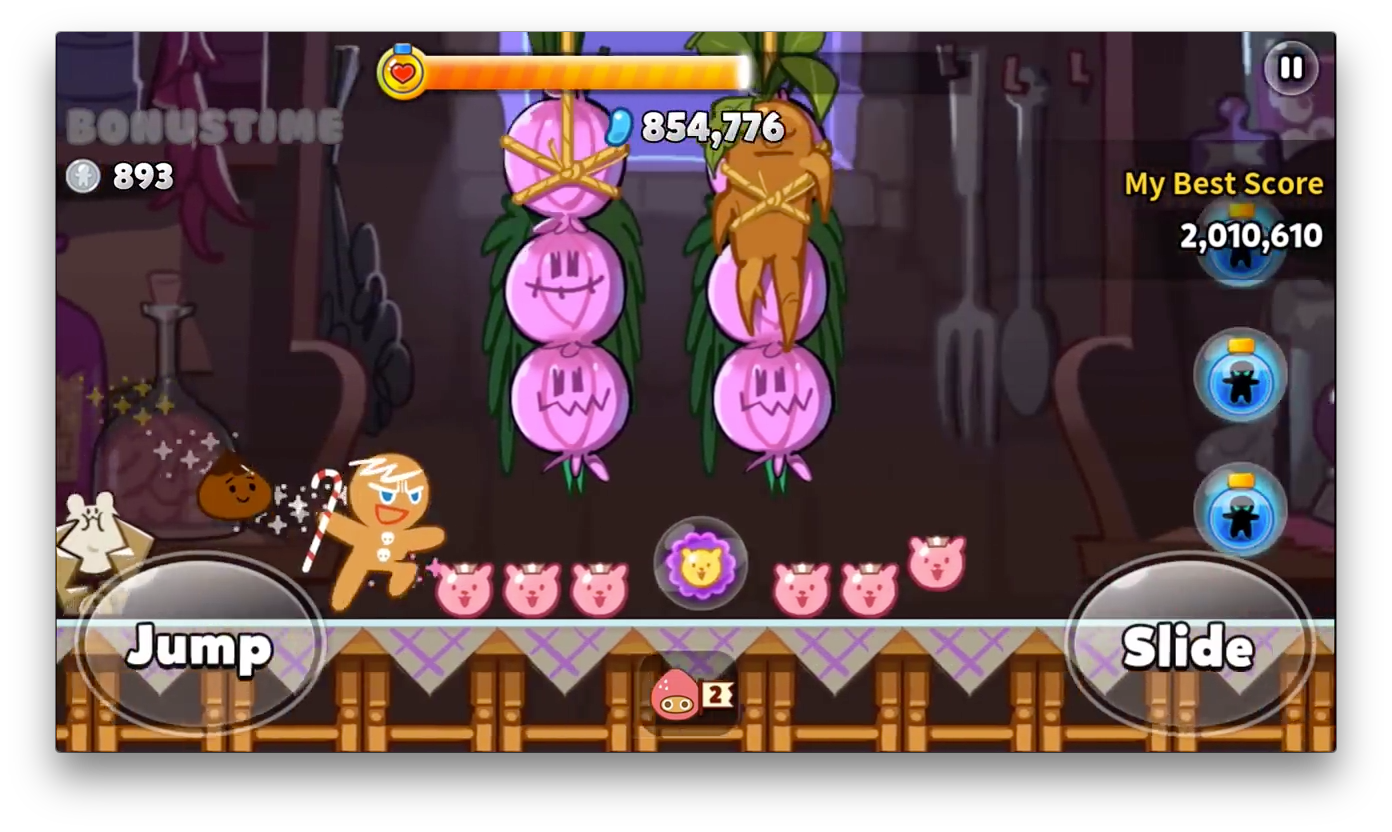 BONUSTIME
854,776
893
My Best Score
2,010,610
Jump
Slide
2